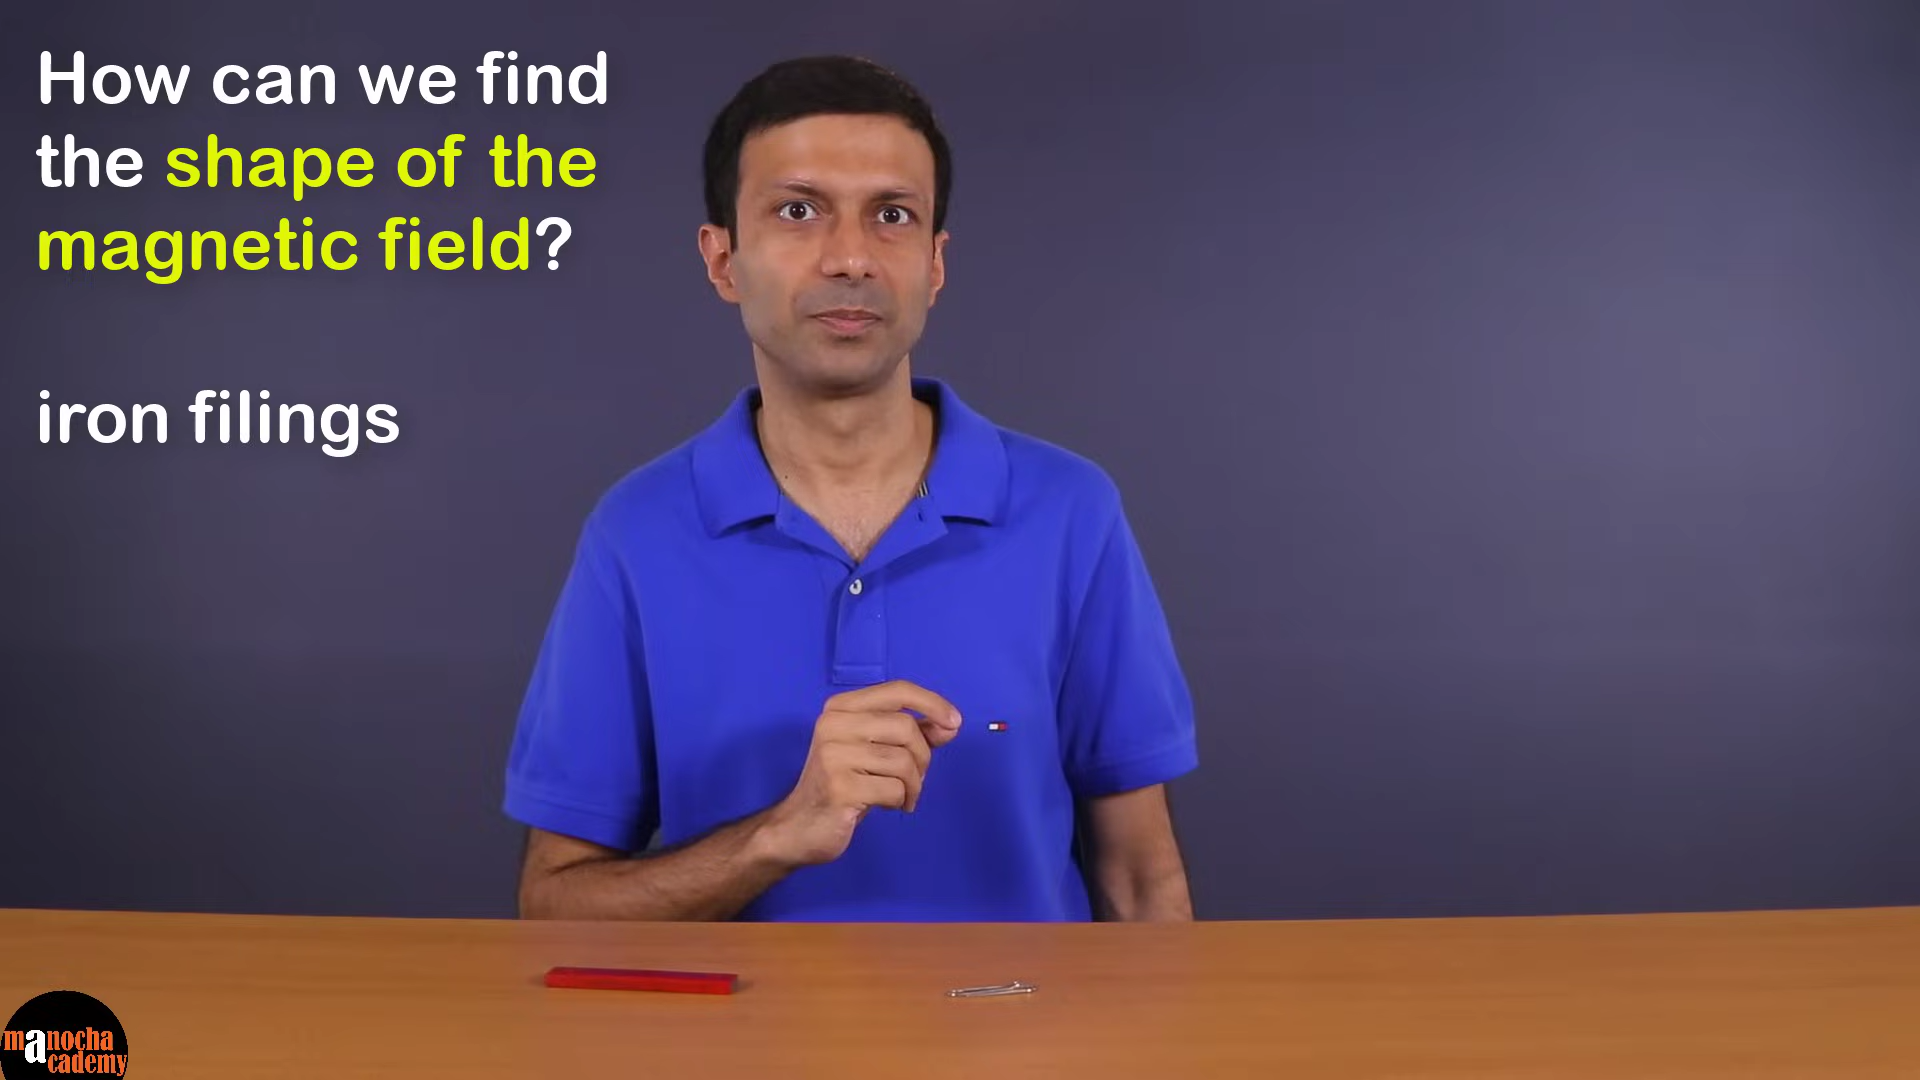 How can we find
the shape of the
magnetic field?
iron filings
manocha
academy